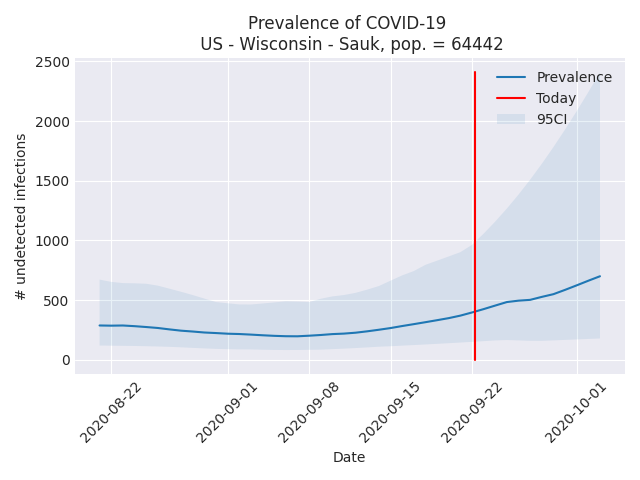 Prevalence of COVID-19
US - Wisconsin - Sauk, pop. = 64442
Prevalence
Today
95CI
# undetected infections
2500
2000
1500
1000
500
0
2020-08-22
2020-09-01
2020-09-08
2020-09-15
2020-09-22
2020-10-01
Date